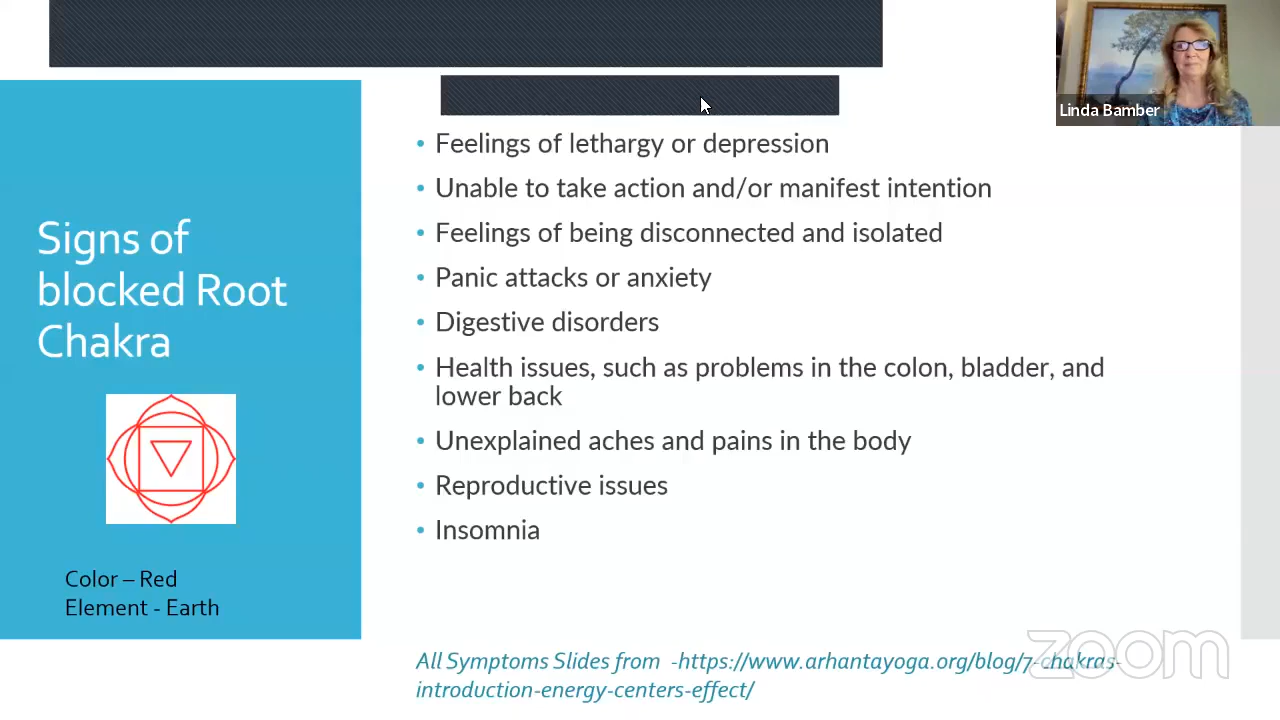 Linda Bamber
Signs of
blocked Root
Chakra
Color – Red
Element - Earth
• Feelings of lethargy or depression
• Unable to take action and/or manifest intention
• Feelings of being disconnected and isolated
• Panic attacks or anxiety
• Digestive disorders
• Health issues, such as problems in the colon, bladder, and
lower back
• Unexplained aches and pains in the body
• Reproductive issues
• Insomnia
All Symptoms Slides from -https://www.arhantayoga.org/blog/7-chakras-
introduction-energy-centers-effect/
zoom